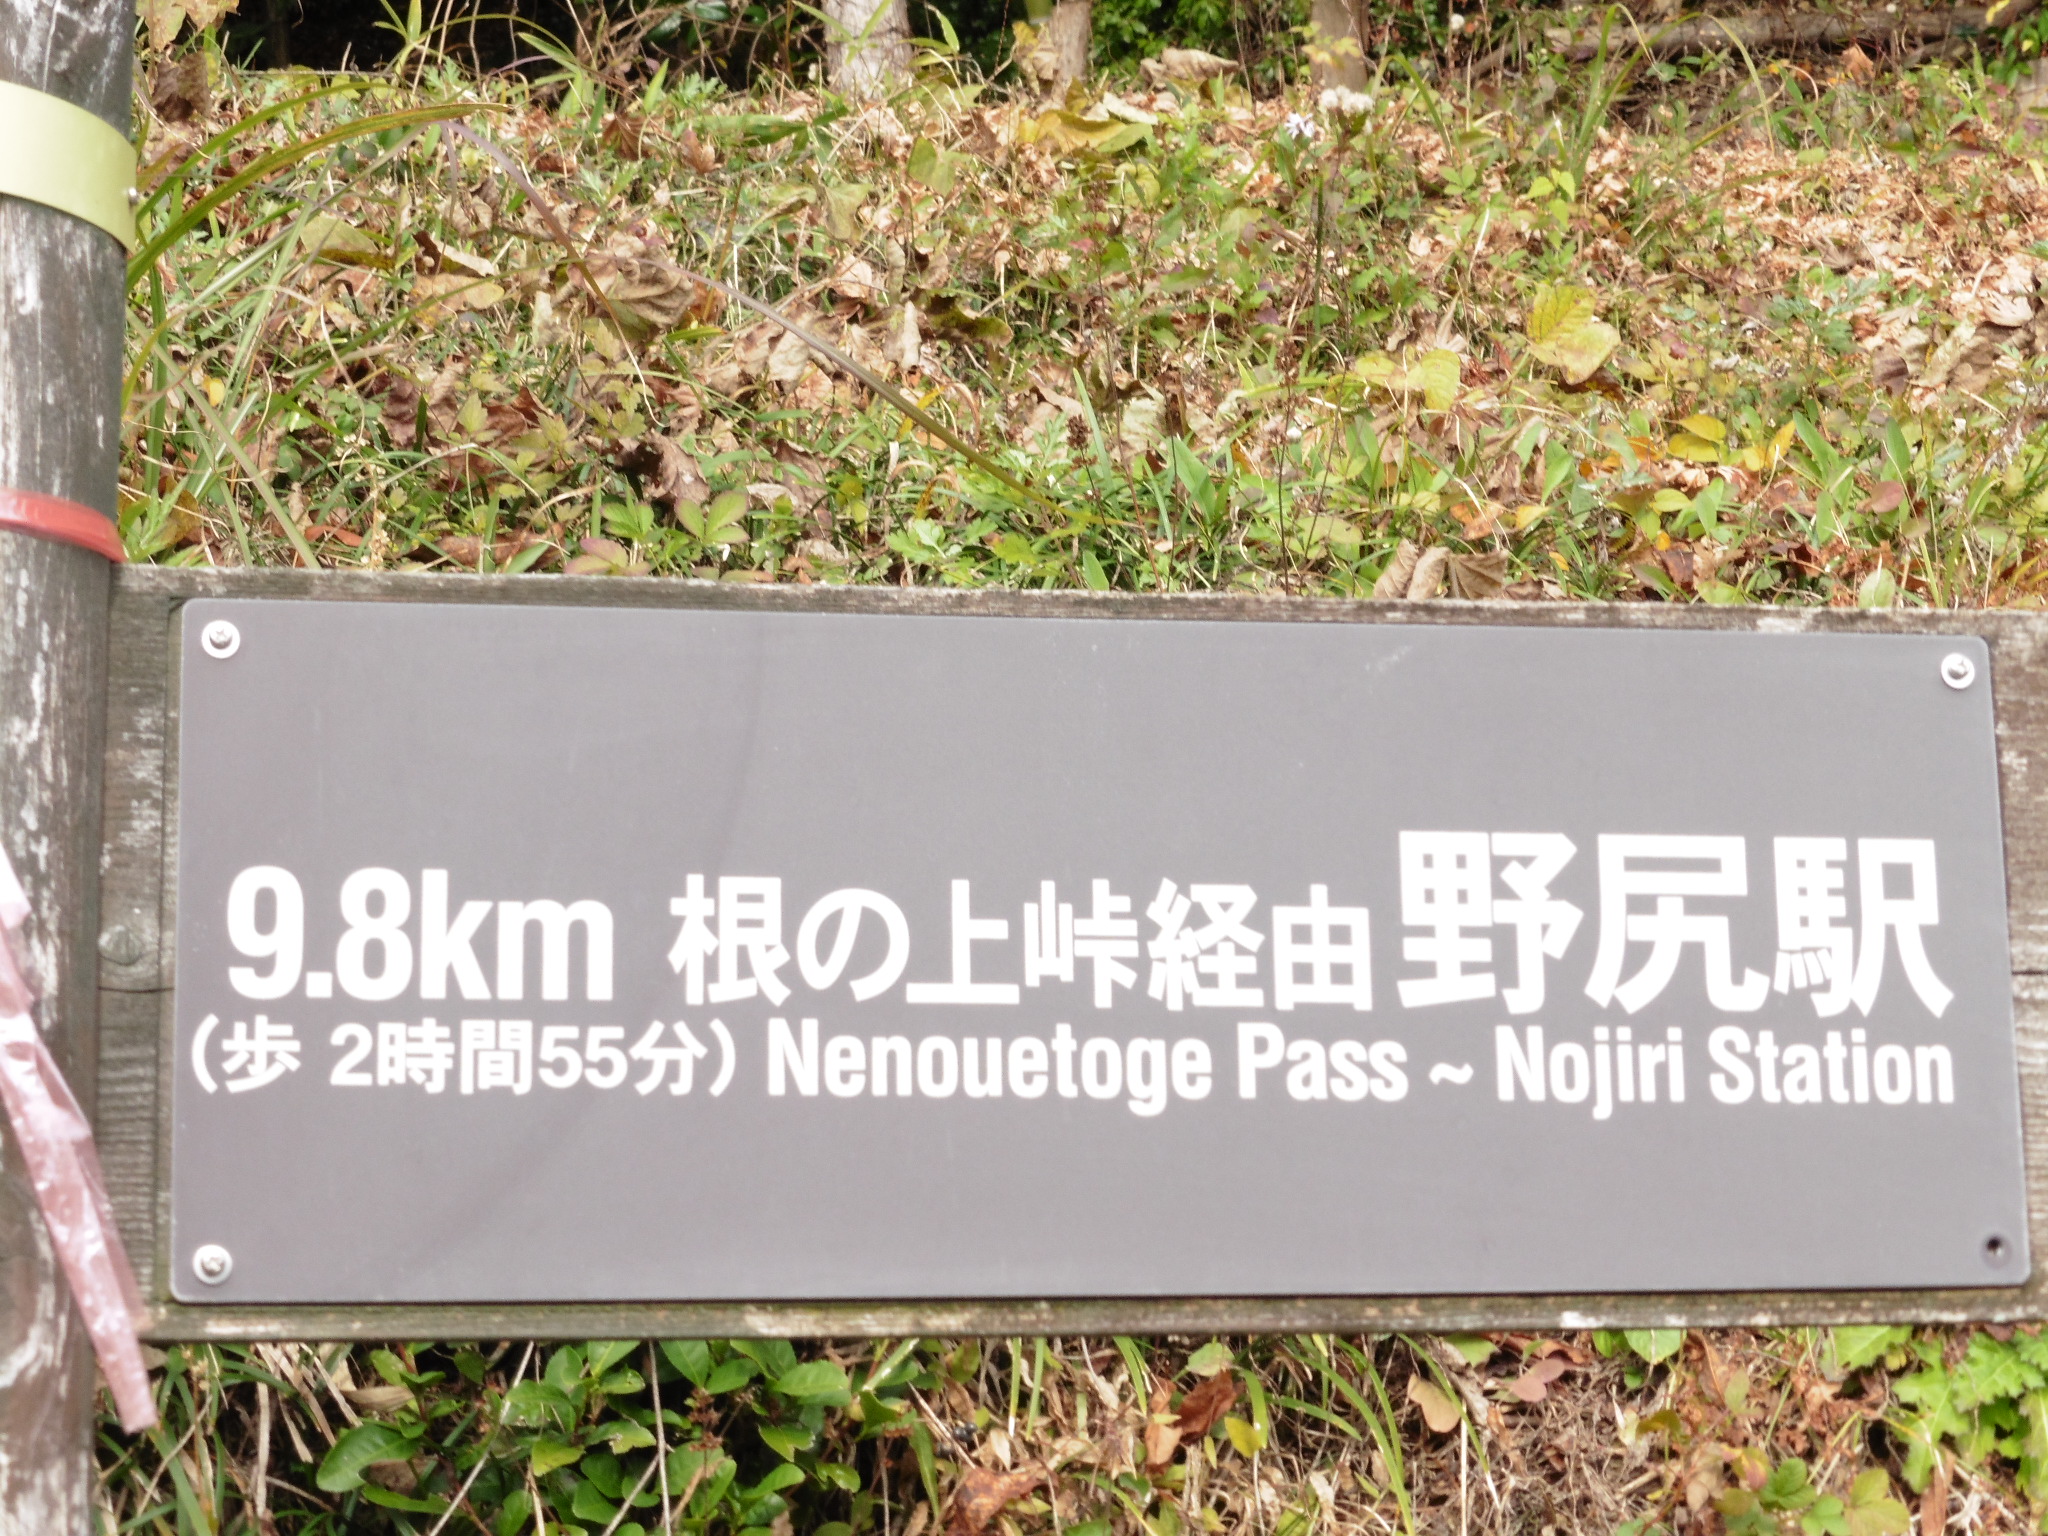 9.8km 根の上峠経由野尻駅
(歩 2時間55分) Nenouetoge Pass ~ Nojiri Station